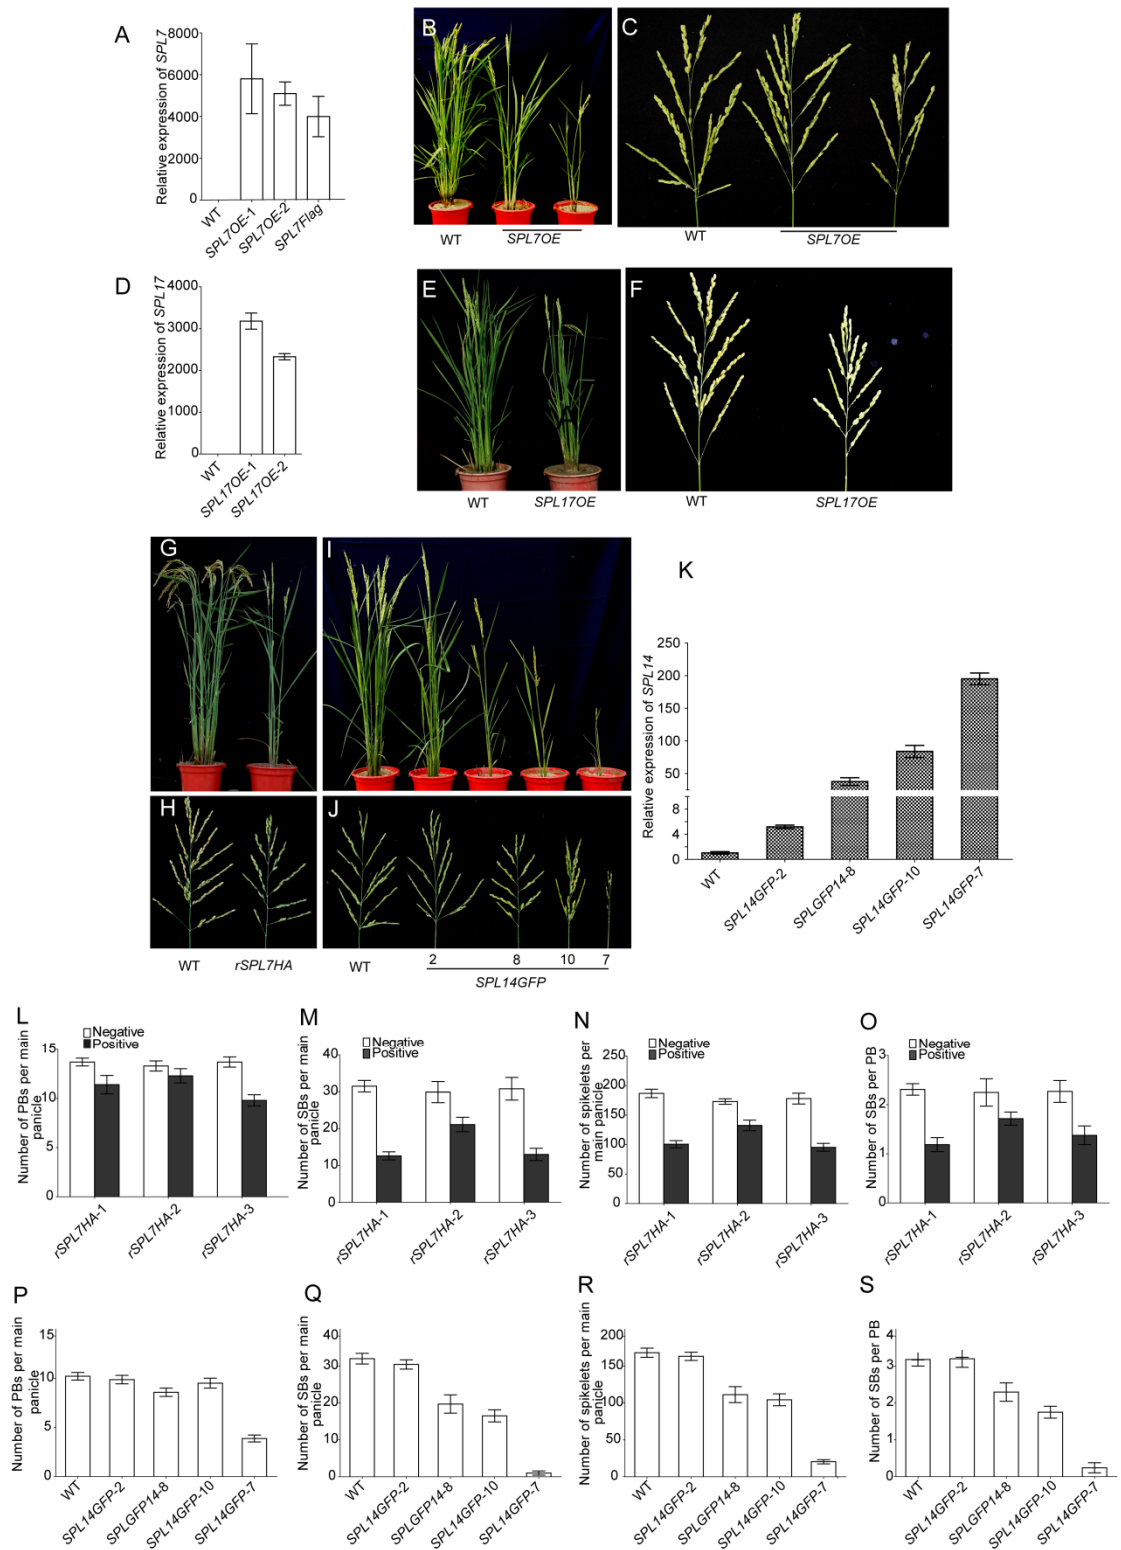 A
Relative expression of SPL7
8000
6000
4000
2000
0
WT
SPL7OE-1
SPL7OE-2
SPL7Flag
B
WT
SPL7OE
C
WT
SPL7OE
D
Relative expression of SPL17
4000
3000
2000
1000
0
WT
SPL17OE-1
SPL17OE-2
E
WT
SPL17OE
F
WT
SPL17OE
G
I
H
WT
rSPL7HA
J
WT
2
8
10
7
SPL14GFP
K
Relative expression of SPL14
250
200
150
100
50
8
6
4
2
0
WT
SPL14GFP-2
SPLGFP14-8
SPL14GFP-10
SPL14GFP-7
L
Negative
Positive
Number of PBs per main
panicle
15
10
5
0
rSPL7HA-1
rSPL7HA-2
rSPL7HA-3
M
Negative
Positive
Number of SBs per main
panicle
40
30
20
10
0
rSPL7HA-1
rSPL7HA-2
rSPL7HA-3
N
Negative
Positive
Number of spikelets per
main panicle
250
200
150
100
50
0
rSPL7HA-1
rSPL7HA-2
rSPL7HA-3
O
Negative
Positive
Number of SBs per PB
3
2
1
0
rSPL7HA-1
rSPL7HA-2
rSPL7HA-3
P
Number of PBs per main
panicle
15
10
5
0
WT
SPL14GFP-2
SPLGFP14-8
SPL14GFP-10
SPL14GFP-7
Q
Number of SBs per main
panicle
40
30
20
10
0
WT
SPL14GFP-2
SPLGFP14-8
SPL14GFP-10
SPL14GFP-7
R
Number of spikelets per main
panicle
200
150
100
50
0
WT
SPL14GFP-2
SPLGFP14-8
SPL14GFP-10
SPL14GFP-7
S
Number of SBs per PB
4
3
2
1
0
WT
SPL14GFP-2
SPLGFP14-8
SPL14GFP-10
SPL14GFP-7